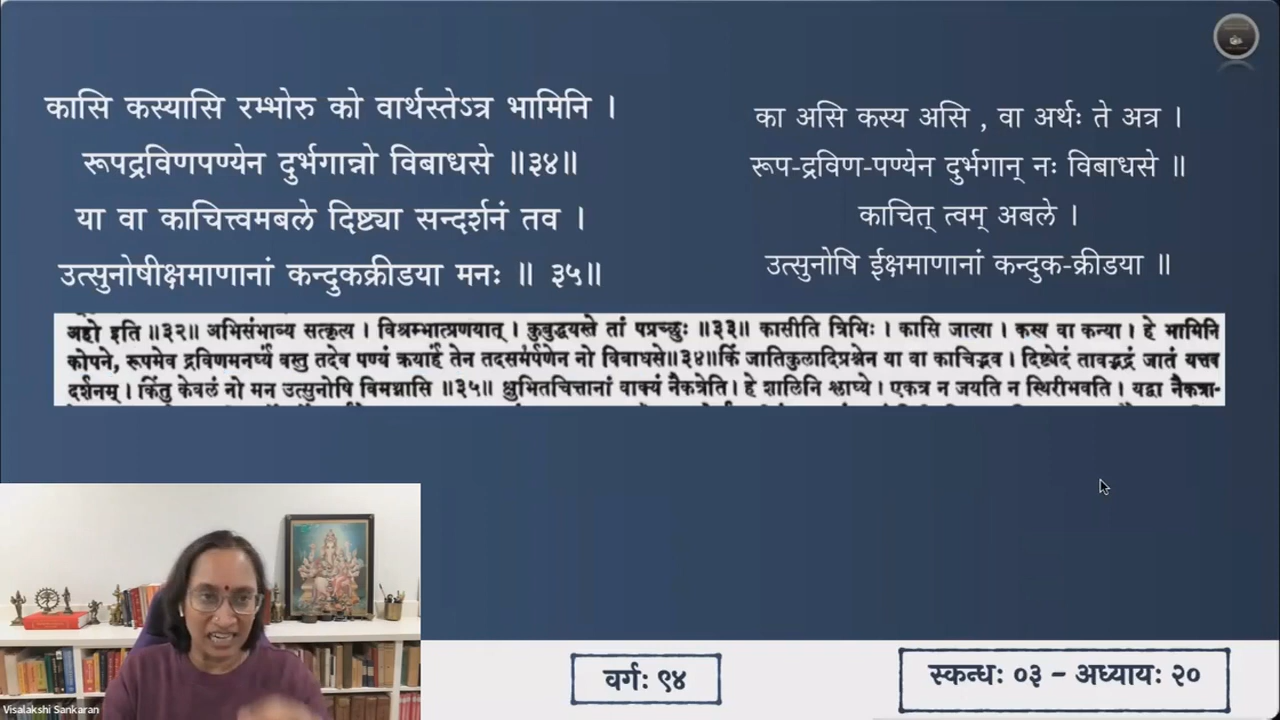 कासि कस्यासि रम्भोरु को वार्थस्तेऽत्र भामिनि ।
रूपद्रविणपण्येन दुर्भगान्नो विबाधसे ॥३४॥
या वा काचित्त्वमबले दिष्ट्या सन्दर्शनं तव ।
उत्सुनोषीक्षमाणानां कन्दुकक्रीडया मनः ॥ ३५॥
का असि कस्य असि , वा अर्थः ते अत्र ।
रूप-द्रविण-पण्येन दुर्भगान् नः विबाधसे ॥
काचित् त्वम् अबले ।
उत्सुनोषि ईक्षमाणानां कन्दुक-क्रीडया ॥
अहो इति ॥३२॥ अभिसंभाव्य सत्कृत्य । विश्रम्भात्प्रणयात् । कुबुद्धयस्ते तां पप्रच्छुः ॥३३॥ कासीति त्रिभिः । कासि जात्या । कस्य वा कन्या । हे भामिनि
कोपने, रूपमेव द्रविणमनर्घ्यं वस्तु तदेव पण्यं क्रयार्हं तेन तदसमर्पणेन नो विबाधसे॥३४॥किं जातिकुलादिप्रश्नेन या वा काचिद्भव । दिष्ट्येदं तावद्भद्रं जातं यत्तव
दर्शनम् । किंतु केवलं नो मन उत्सुनोषि विमथ्नासि ॥३५॥ क्षुभितचित्तानां वाक्यं नैकत्रेति । हे शालिनि श्लाघ्ये । एकत्र न जयति न स्थिरीभवति । यद्वा नैकत्रा-
Visalakshi Sankaran
वर्गः ९४
स्कन्धः ०३ - अध्यायः २०